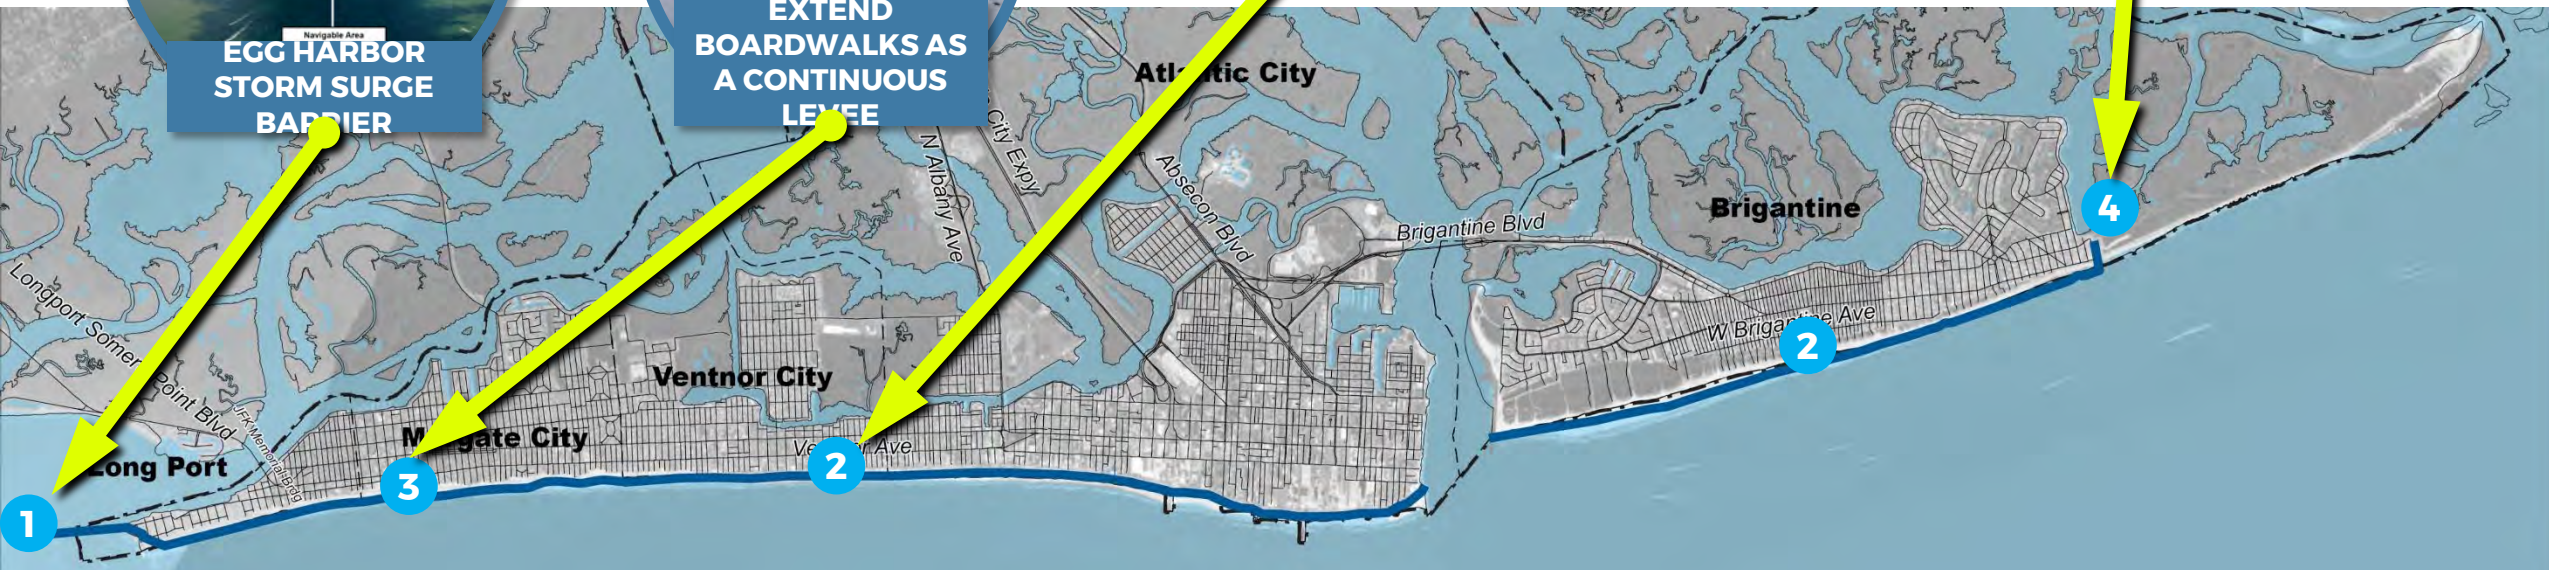 Navigable Area
EGG HARBOR
STORM SURGE
BARRIER
EXTEND
BOARDWALKS AS
A CONTINUOUS
LEVEE
Atlantic City
N Albany Ave
City Expy
Absecon Blvd
Brigantine Blvd
Brigantine
W Brigantine Ave
4
2
Longport Somers Point Blvd
JFK Memorial Brdg
Ventnor City
Margate City
Ventnor Ave
Long Port
1
3
2